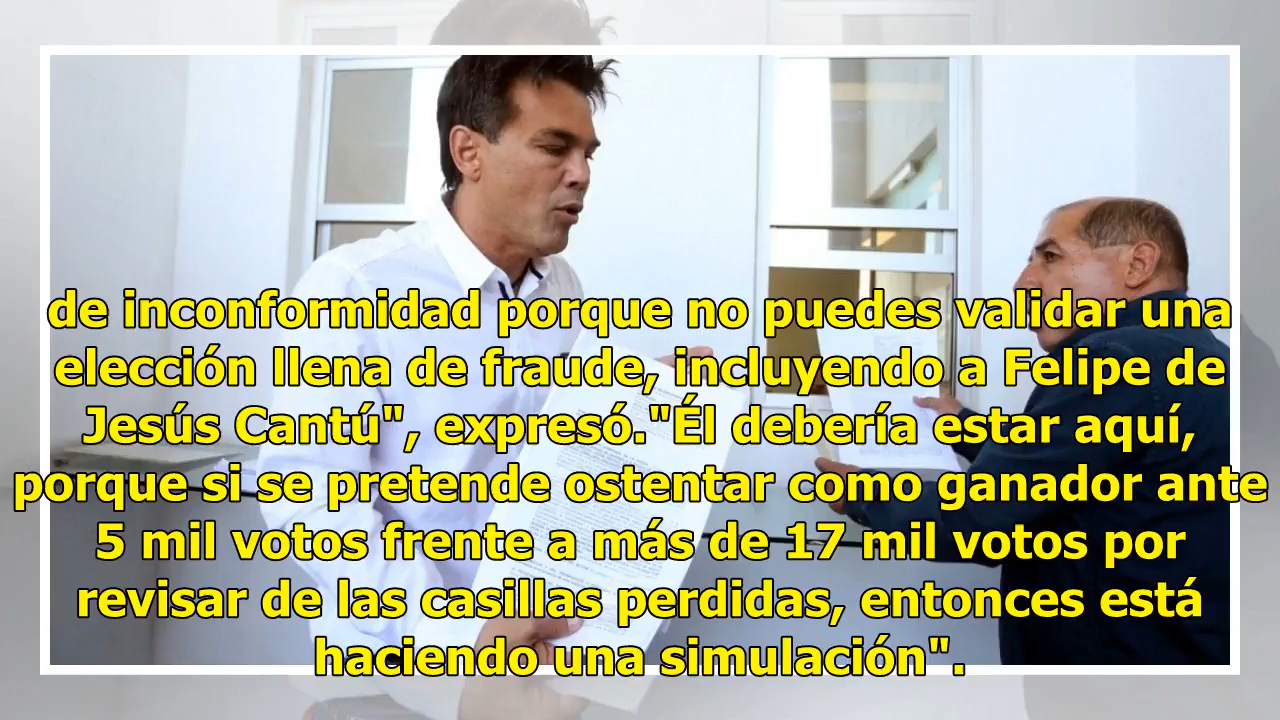 de inconformidad porque no puedes validar una
elección llena de fraude, incluyendo a Felipe de
Jesús Cantú", expresó."Él debería estar aquí,
porque si se pretende ostentar como ganador ante
5 mil votos frente a más de 17 mil votos por
revisar de las casillas perdidas, entonces está
haciendo una simulación".